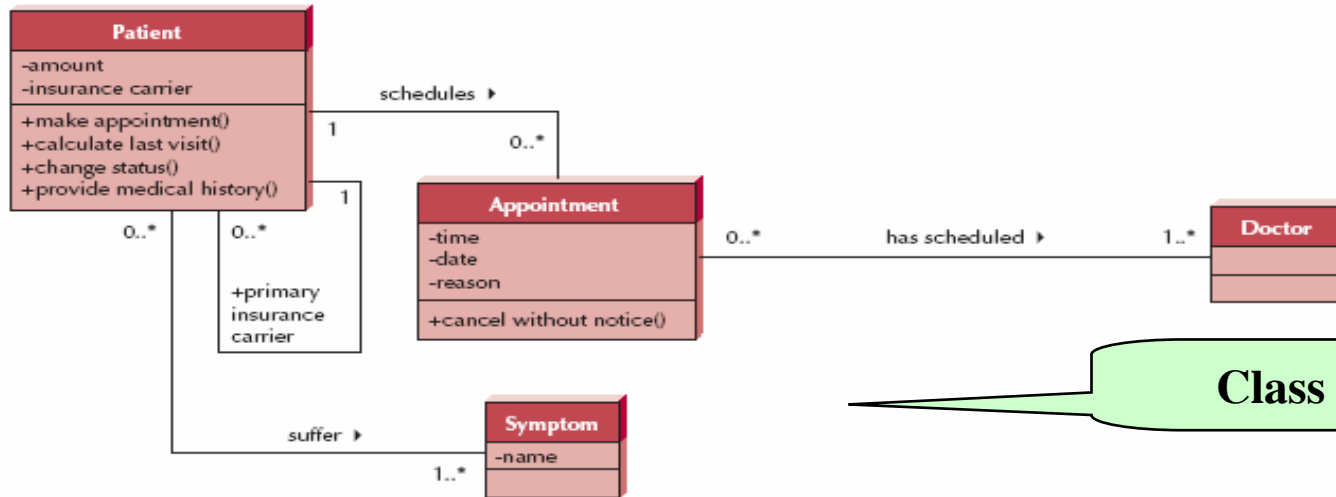 Patient
-amount
-insurance carrier
+make appointment()
+calculate last visit()
+change status()
+provide medical history()
schedules ▸
1
0..*
0..*
0..*
1
+primary
insurance
carrier
Appointment
-time
-date
-reason
+cancel without notice()
0..*
has scheduled ▸
1..*
Doctor
suffer ▸
1..*
Symptom
-name
Class